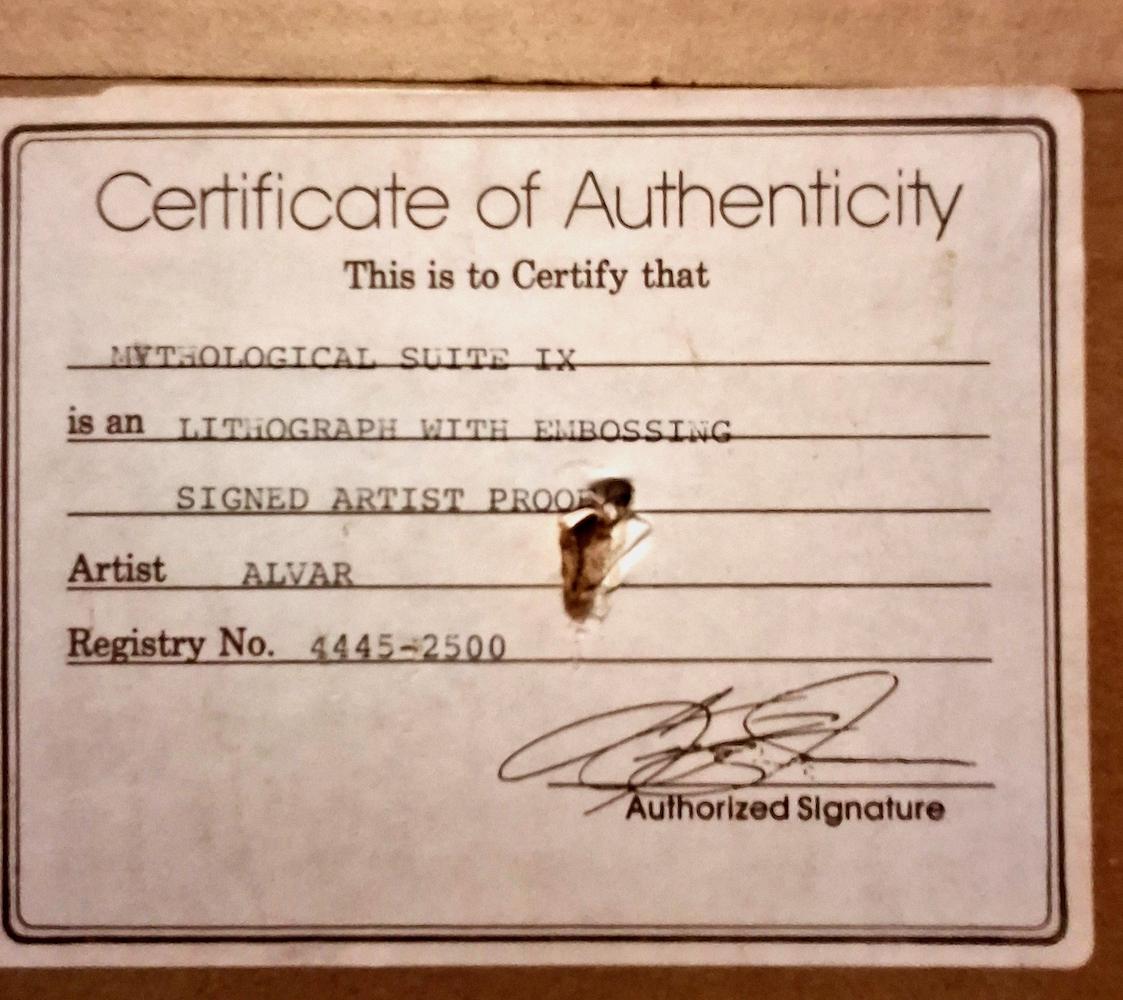 Certificate of Authenticity
This is to Certify that
MYTHOLOGICAL SUITE IX
is an LITHOGRAPH WITH EMBOSSING
SIGNED ARTIST PROOF
Artist ALVAR
Registry No. 4445-2500
Authorized Signature